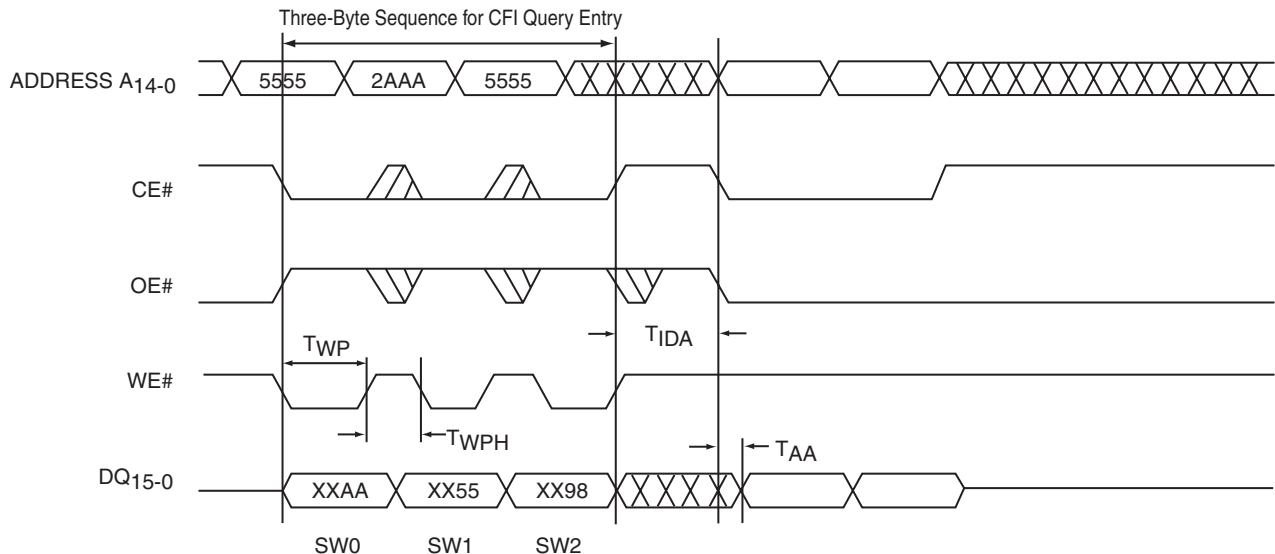 Three-Byte Sequence for CFI Query Entry
ADDRESS A14-0
5555 2AAA 5555
CE#
OE#
TIDA
TWP
WE#
TWPH
TAA
DQ15-0
XXAA XX55 XX98
SW0 SW1 SW2